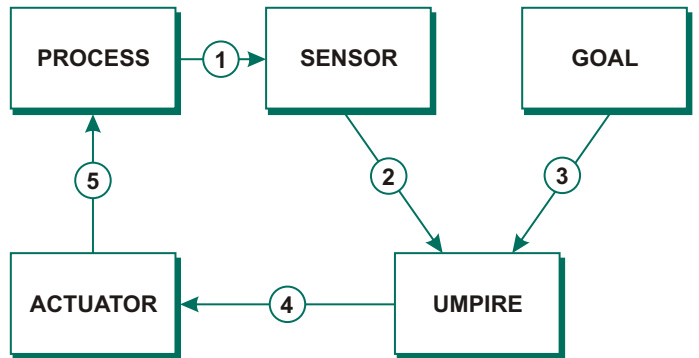 PROCESS
1
SENSOR
GOAL
2
3
5
ACTUATOR
4
UMPIRE